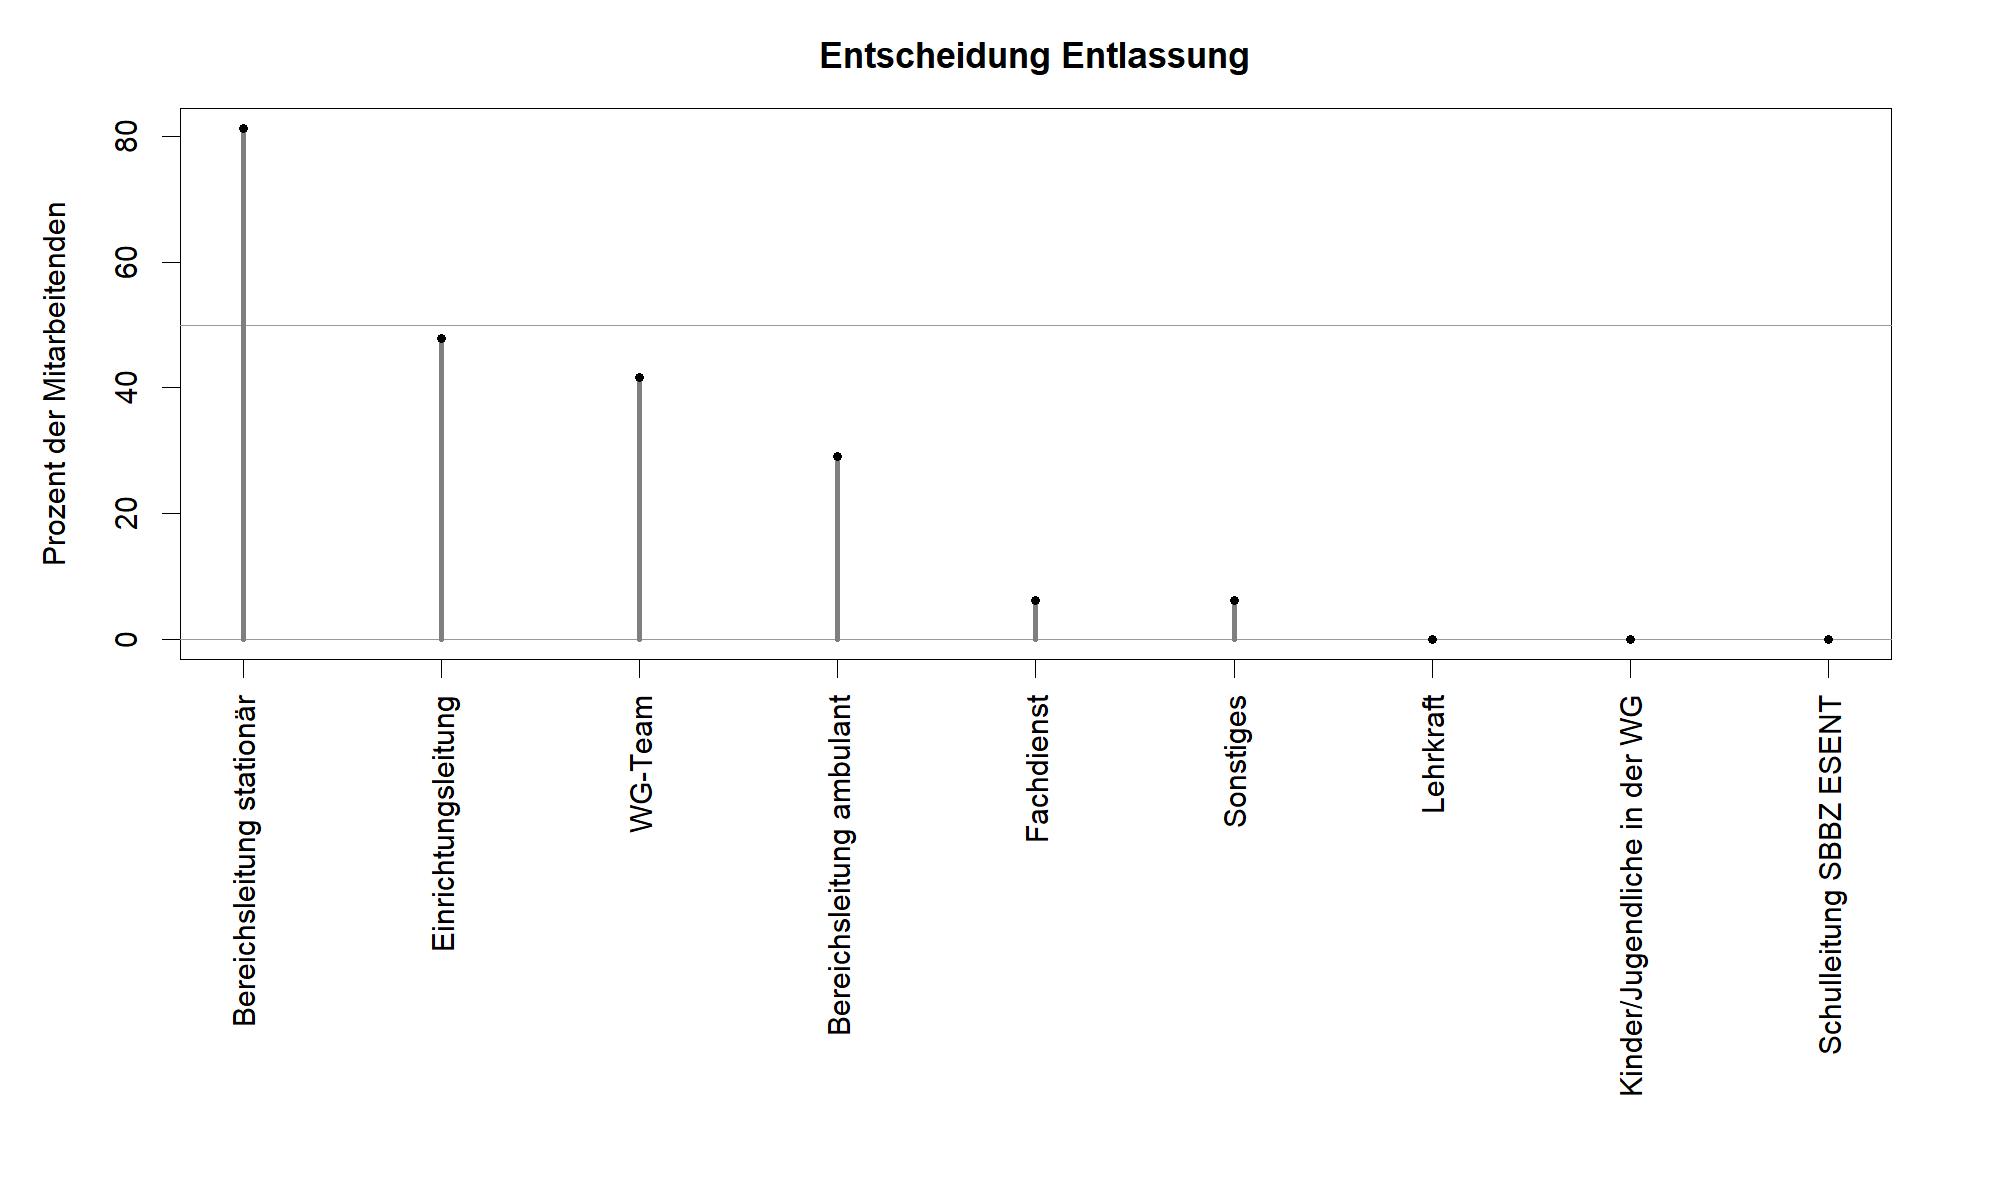 Entscheidung Entlassung
Prozent der Mitarbeitenden
80
60
40
20
0
Bereichsleitung stationär
Einrichtungsleitung
WG-Team
Bereichsleitung ambulant
Fachdienst
Sonstiges
Lehrkraft
Kinder/Jugendliche in der WG
Schulleitung SBBZ ESENT